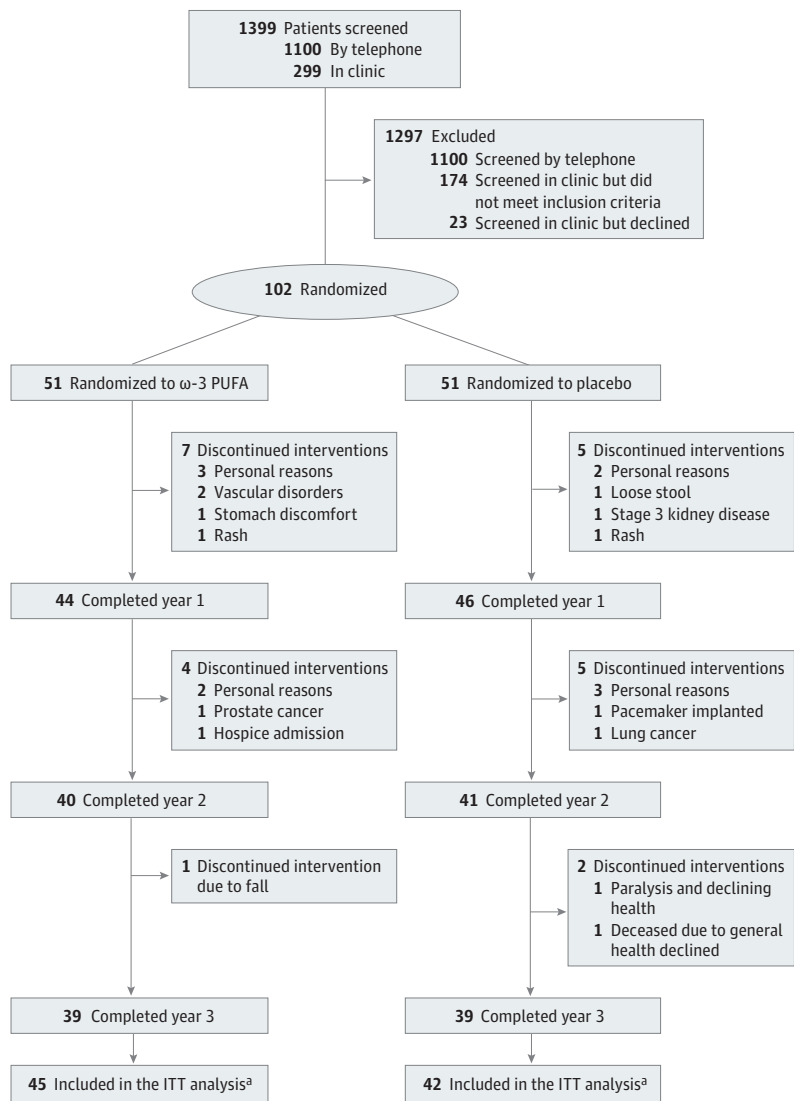 1399 Patients screened
1100 By telephone
299 In clinic
1297 Excluded
1100 Screened by telephone
174 Screened in clinic but did
not meet inclusion criteria
23 Screened in clinic but declined
102 Randomized
51 Randomized to ω-3 PUFA
51 Randomized to placebo
7 Discontinued interventions
3 Personal reasons
2 Vascular disorders
1 Stomach discomfort
1 Rash
5 Discontinued interventions
2 Personal reasons
1 Loose stool
1 Stage 3 kidney disease
1 Rash
44 Completed year 1
46 Completed year 1
4 Discontinued interventions
2 Personal reasons
1 Prostate cancer
1 Hospice admission
5 Discontinued interventions
3 Personal reasons
1 Pacemaker implanted
1 Lung cancer
40 Completed year 2
41 Completed year 2
1 Discontinued intervention
due to fall
2 Discontinued interventions
1 Paralysis and declining
health
1 Deceased due to general
health declined
39 Completed year 3
39 Completed year 3
45 Included in the ITT analysisᵃ
42 Included in the ITT analysisᵃ